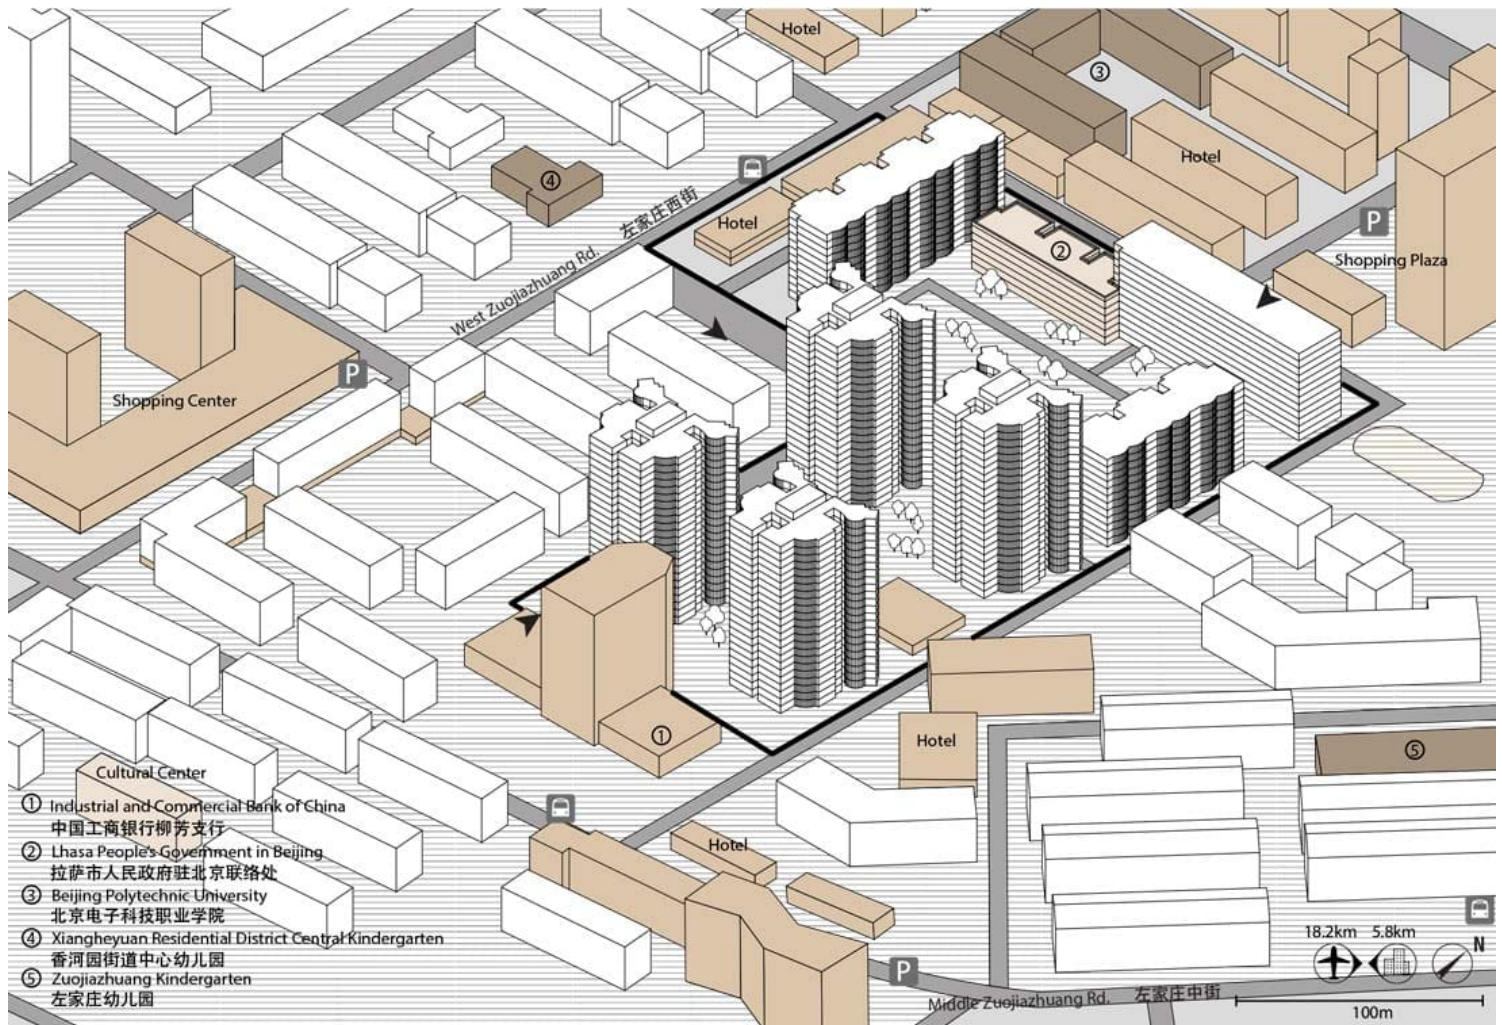 Hotel
③
④
Hotel
Hotel
②
P
Shopping Plaza
左家庄西街
West Zuojiazhuang Rd.
P
Shopping Center
①
Hotel
⑤
Cultural Center
① Industrial and Commercial Bank of China
中国工商银行柳芳支行
② Lhasa People's Government in Beijing
拉萨市人民政府驻北京联络处
③ Beijing Polytechnic University
北京电子科技职业学院
④ Xiangheyuan Residential District Central Kindergarten
香河园街道中心幼儿园
⑤ Zuojiazhuang Kindergarten
左家庄幼儿园
Hotel
P
Middle Zuojiazhuang Rd. 左家庄中街
18.2km 5.8km
N
100m